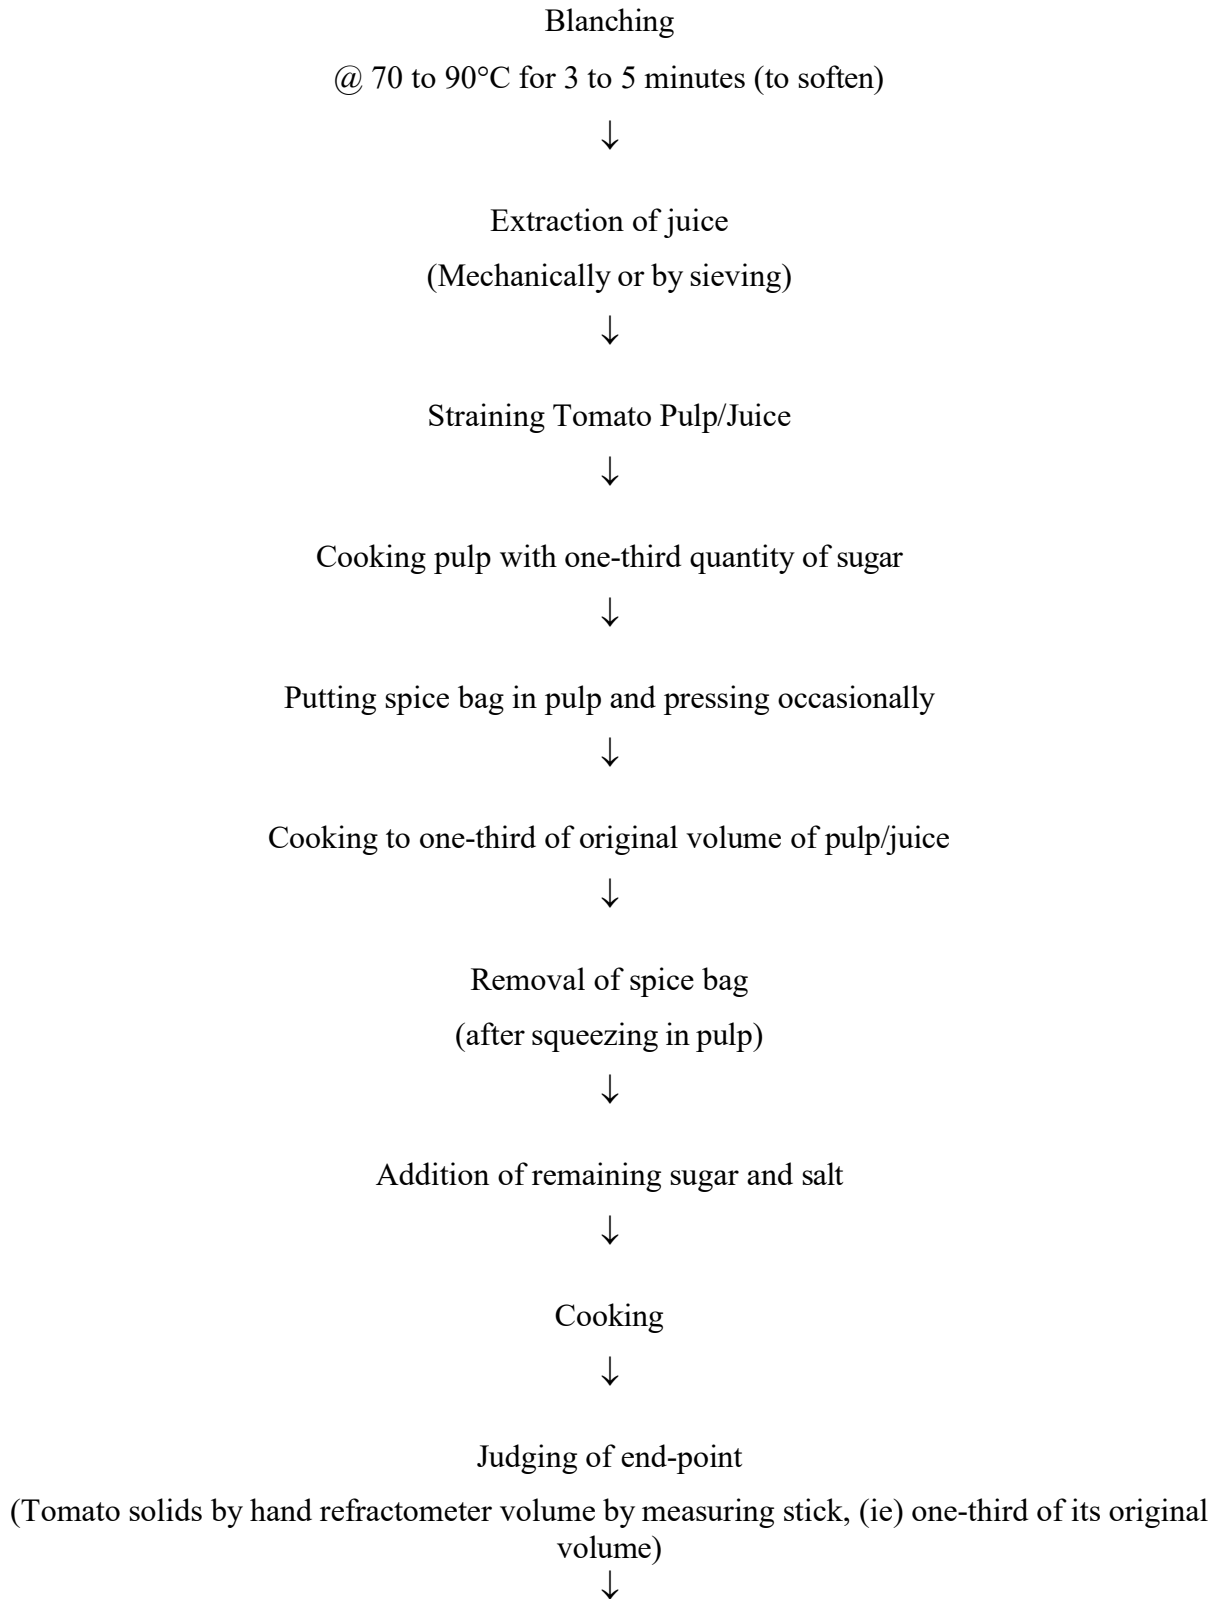 Blanching
@ 70 to 90°C for 3 to 5 minutes (to soften)
↓
Extraction of juice
(Mechanically or by sieving)
↓
Straining Tomato Pulp/Juice
↓
Cooking pulp with one-third quantity of sugar
↓
Putting spice bag in pulp and pressing occasionally
↓
Cooking to one-third of original volume of pulp/juice
↓
Removal of spice bag
(after squeezing in pulp)
↓
Addition of remaining sugar and salt
↓
Cooking
↓
Judging of end-point
(Tomato solids by hand refractometer volume by measuring stick, (ie) one-third of its original
volume)
↓